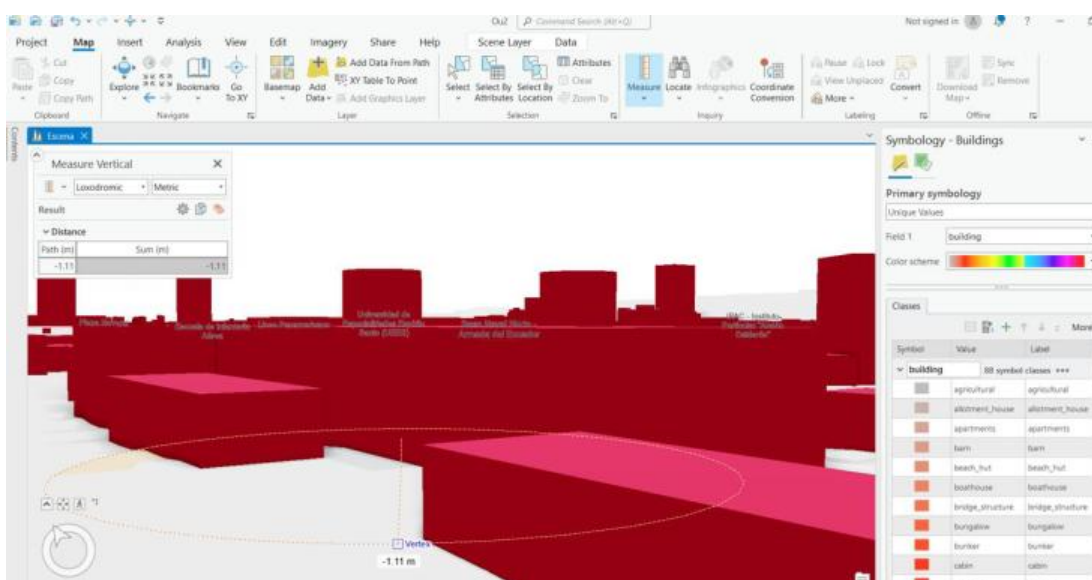 Ou2
Command Search (Alt+Q)
Not signed in
?
Project
Map
Insert
Analysis
View
Edit
Imagery
Share
Help
Scene Layer
Data
Paste
Cut
Copy
Copy Path
Clipboard
Explore
Bookmarks
Go To XY
Navigate
Basemap
Add Data
Add Data From Path
XY Table To Point
Add Graphics Layer
Layer
Select
Select By Attributes
Select By Location
Attributes
Clear
Zoom To
Selection
Measure
Locate
Infographics
Coordinate Conversion
Inquiry
Pause
Lock
View Unplaced
More
Convert
Labeling
Download Map
Sync
Remove
Offline
Contents
Escena
Measure Vertical
Loxodromic
Metric
Result
Distance
Path (m)
Sum (m)
-1.11
-1.11
Universidad de
Vertex
-1.11 m
Symbology - Buildings
Primary symbology
Unique Values
Field 1
building
Color scheme
Classes
More
Symbol
Value
Label
building
88 symbol classes
agricultural
agricultural
allotment_house
allotment_house
apartments
apartments
barn
barn
beach_hut
beach_hut
boathouse
boathouse
bridge_structure
bridge_structure
bungalow
bungalow
bunker
bunker
cabin
cabin